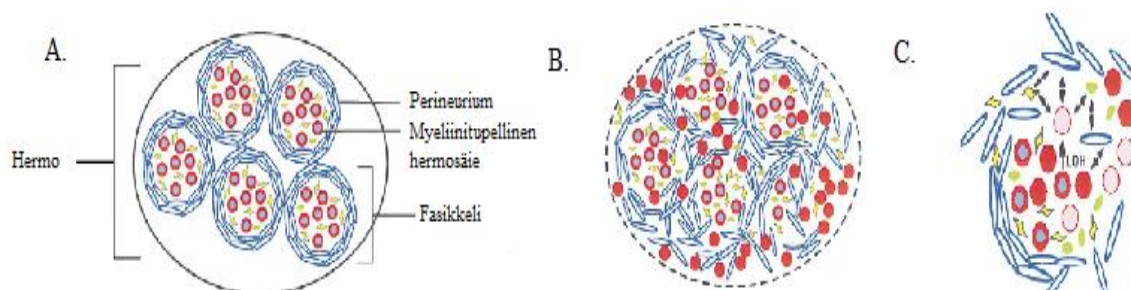 A.
Hermo
Perineurium
Myeliinitupellinen
hermosäie
Fasikkeli
B.
C.
LOH